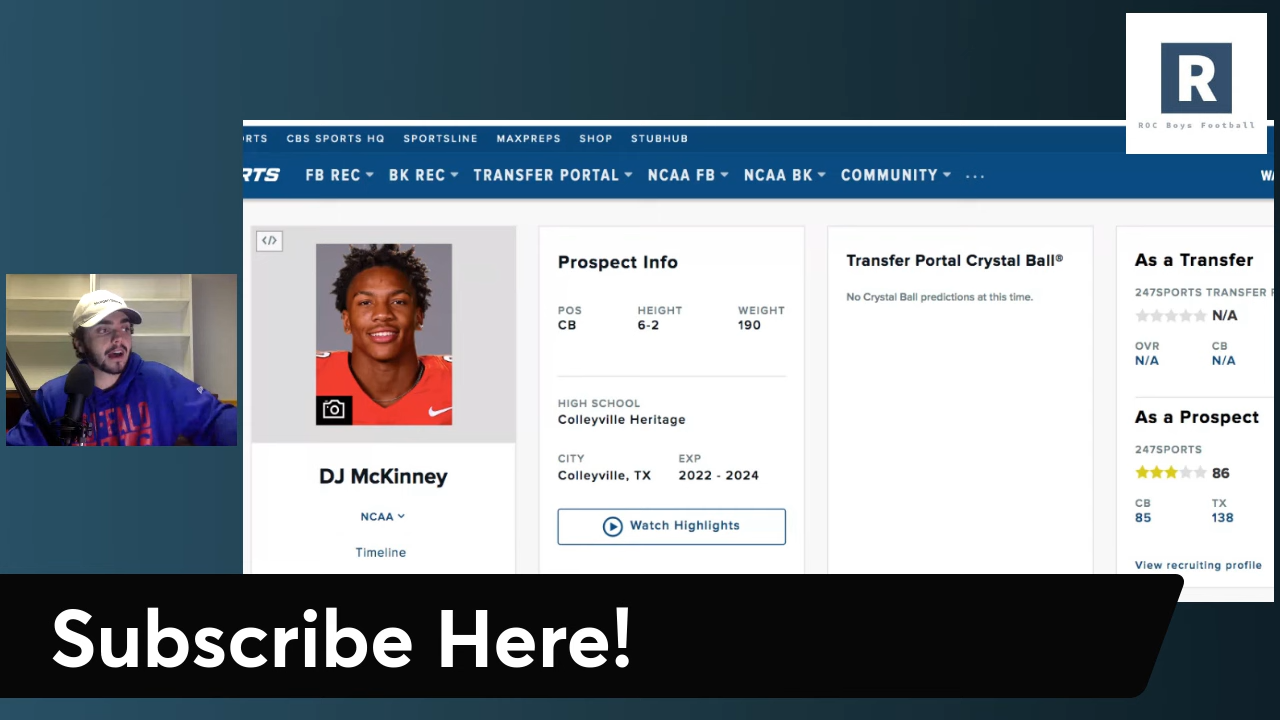 R
ROC Boys Football
RTS CBS SPORTS HQ SPORTSLINE MAXPREPS SHOP STUBHUB
RTS FB REC BK REC TRANSFER PORTAL NCAA FB NCAA BK COMMUNITY ...
</>
DJ McKinney
NCAA
Timeline
Prospect Info
POS HEIGHT WEIGHT
CB 6-2 190
HIGH SCHOOL
Colleyville Heritage
CITY EXP
Colleyville, TX 2022 - 2024
Watch Highlights
Transfer Portal Crystal Ball®
No Crystal Ball predictions at this time.
As a Transfer
247SPORTS TRANSFER
N/A
OVR CB
N/A N/A
As a Prospect
247SPORTS
86
CB TX
85 138
View recruiting profile
BUFFALO
Subscribe Here!